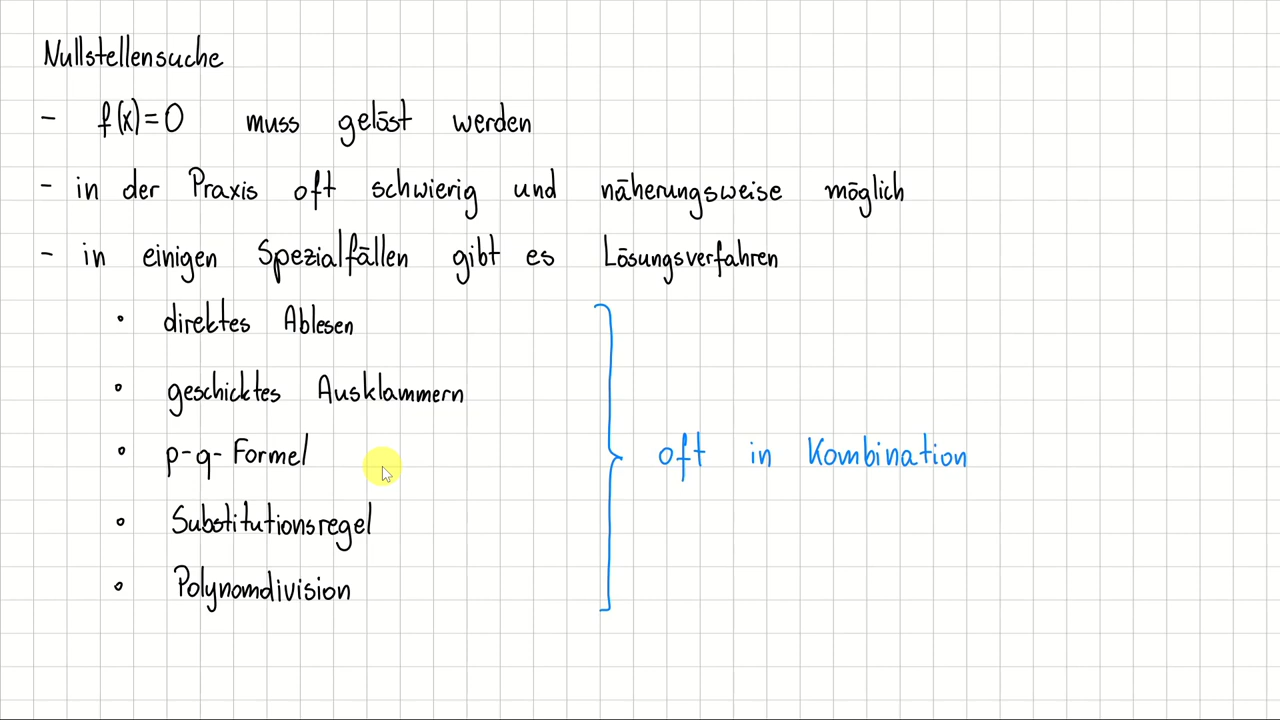 Nullstellensuche
- f(x)=0 muss gelöst werden
- in der Praxis oft schwierig und näherungsweise möglich
- in einigen Spezialfällen gibt es Lösungsverfahren
• direktes Ablesen
• geschicktes Ausklammern
• p-q-Formel
• Substitutionsregel
• Polynomdivision
oft in Kombination